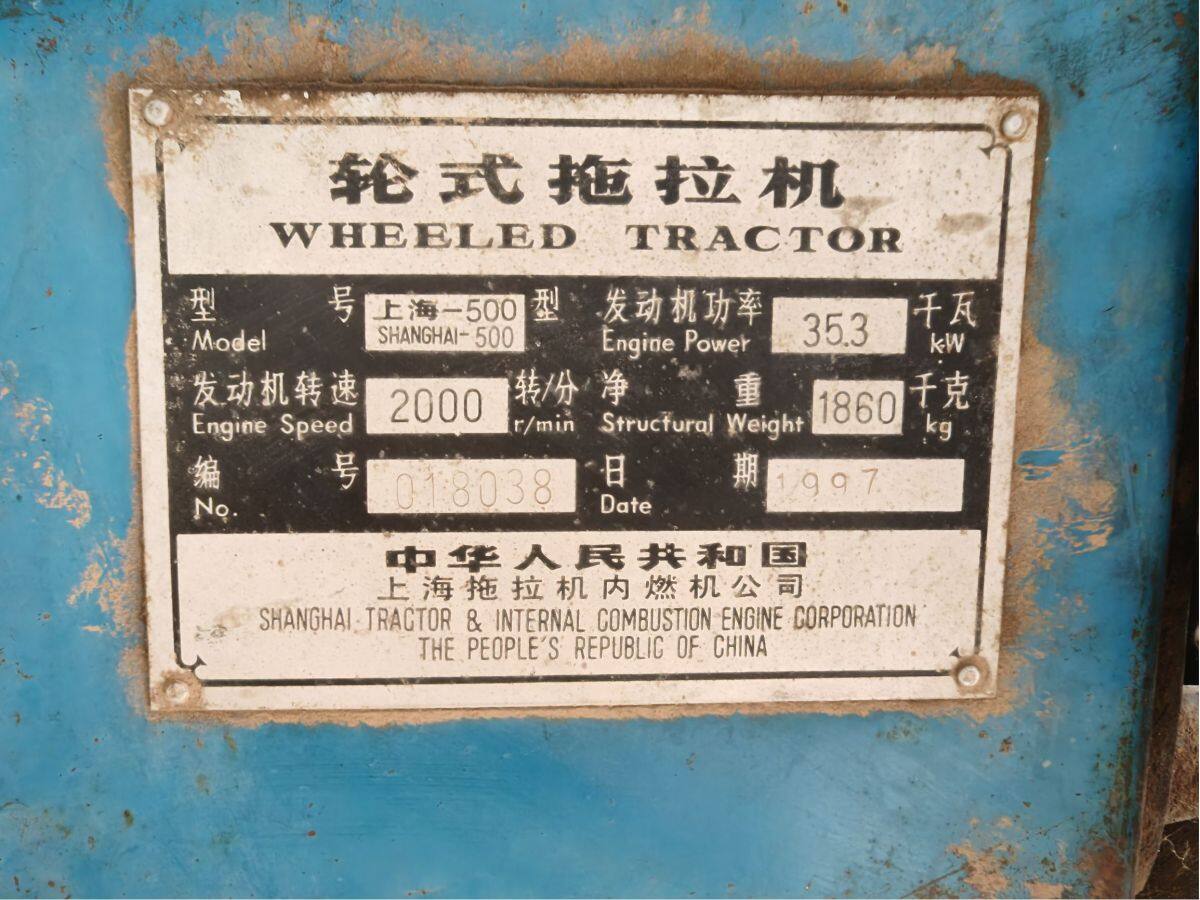 轮式拖拉机
WHEELED TRACTOR
型号 上海-500 型 发动机功率 35.3 千瓦
Model SHANGHAI-500 Engine Power kW
发动机转速 2000 转/分 净重 1860 千克
Engine Speed r/min Structural Weight kg
编号 018038 日期 1997
No. Date
中华人民共和国
上海拖拉机内燃机公司
SHANGHAI TRACTOR & INTERNAL COMBUSTION ENGINE CORPORATION
THE PEOPLE'S REPUBLIC OF CHINA